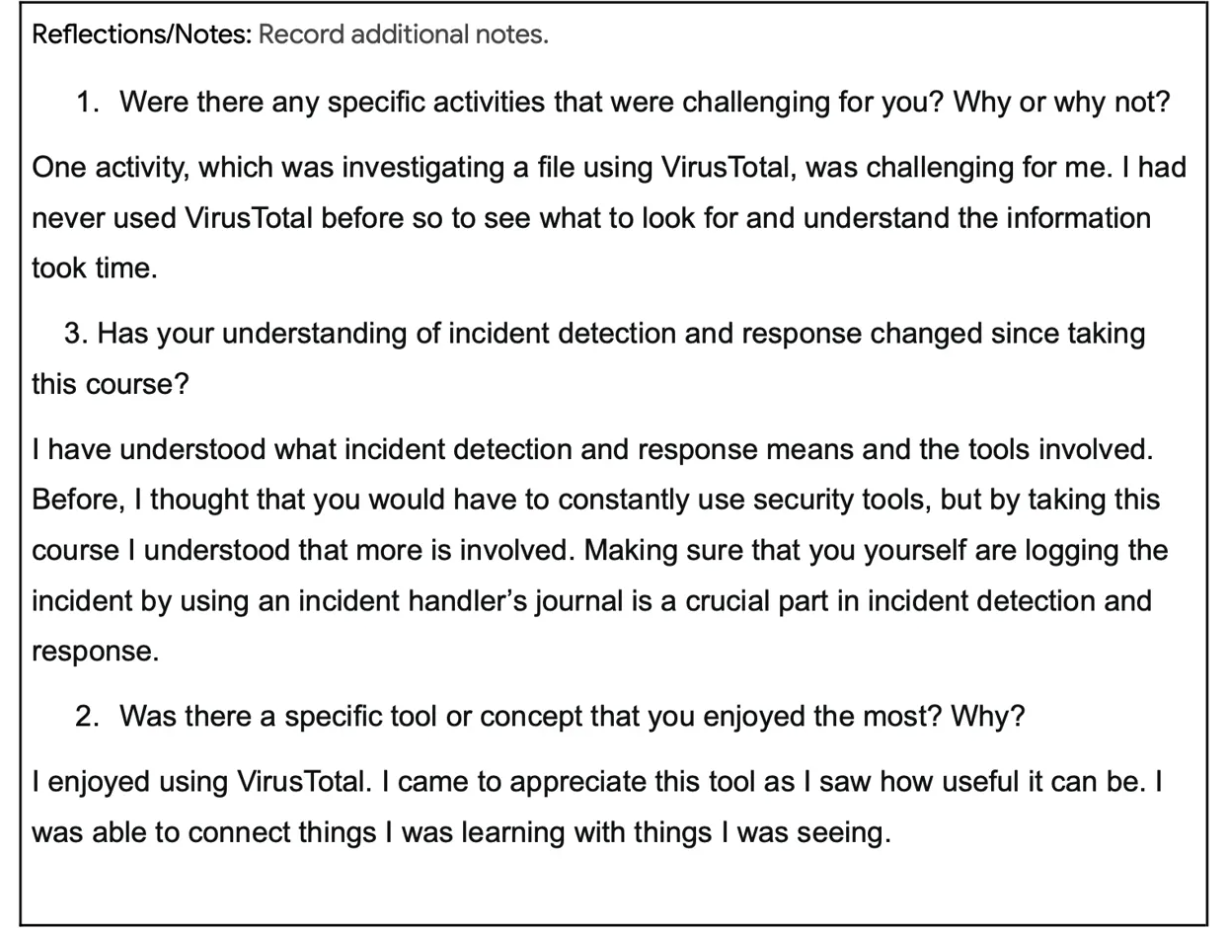 Reflections/Notes: Record additional notes.
1. Were there any specific activities that were challenging for you? Why or why not?
One activity, which was investigating a file using VirusTotal, was challenging for me. I had
never used VirusTotal before so to see what to look for and understand the information
took time.
3. Has your understanding of incident detection and response changed since taking
this course?
I have understood what incident detection and response means and the tools involved.
Before, I thought that you would have to constantly use security tools, but by taking this
course I understood that more is involved. Making sure that you yourself are logging the
incident by using an incident handler’s journal is a crucial part in incident detection and
response.
2. Was there a specific tool or concept that you enjoyed the most? Why?
I enjoyed using VirusTotal. I came to appreciate this tool as I saw how useful it can be. I
was able to connect things I was learning with things I was seeing.